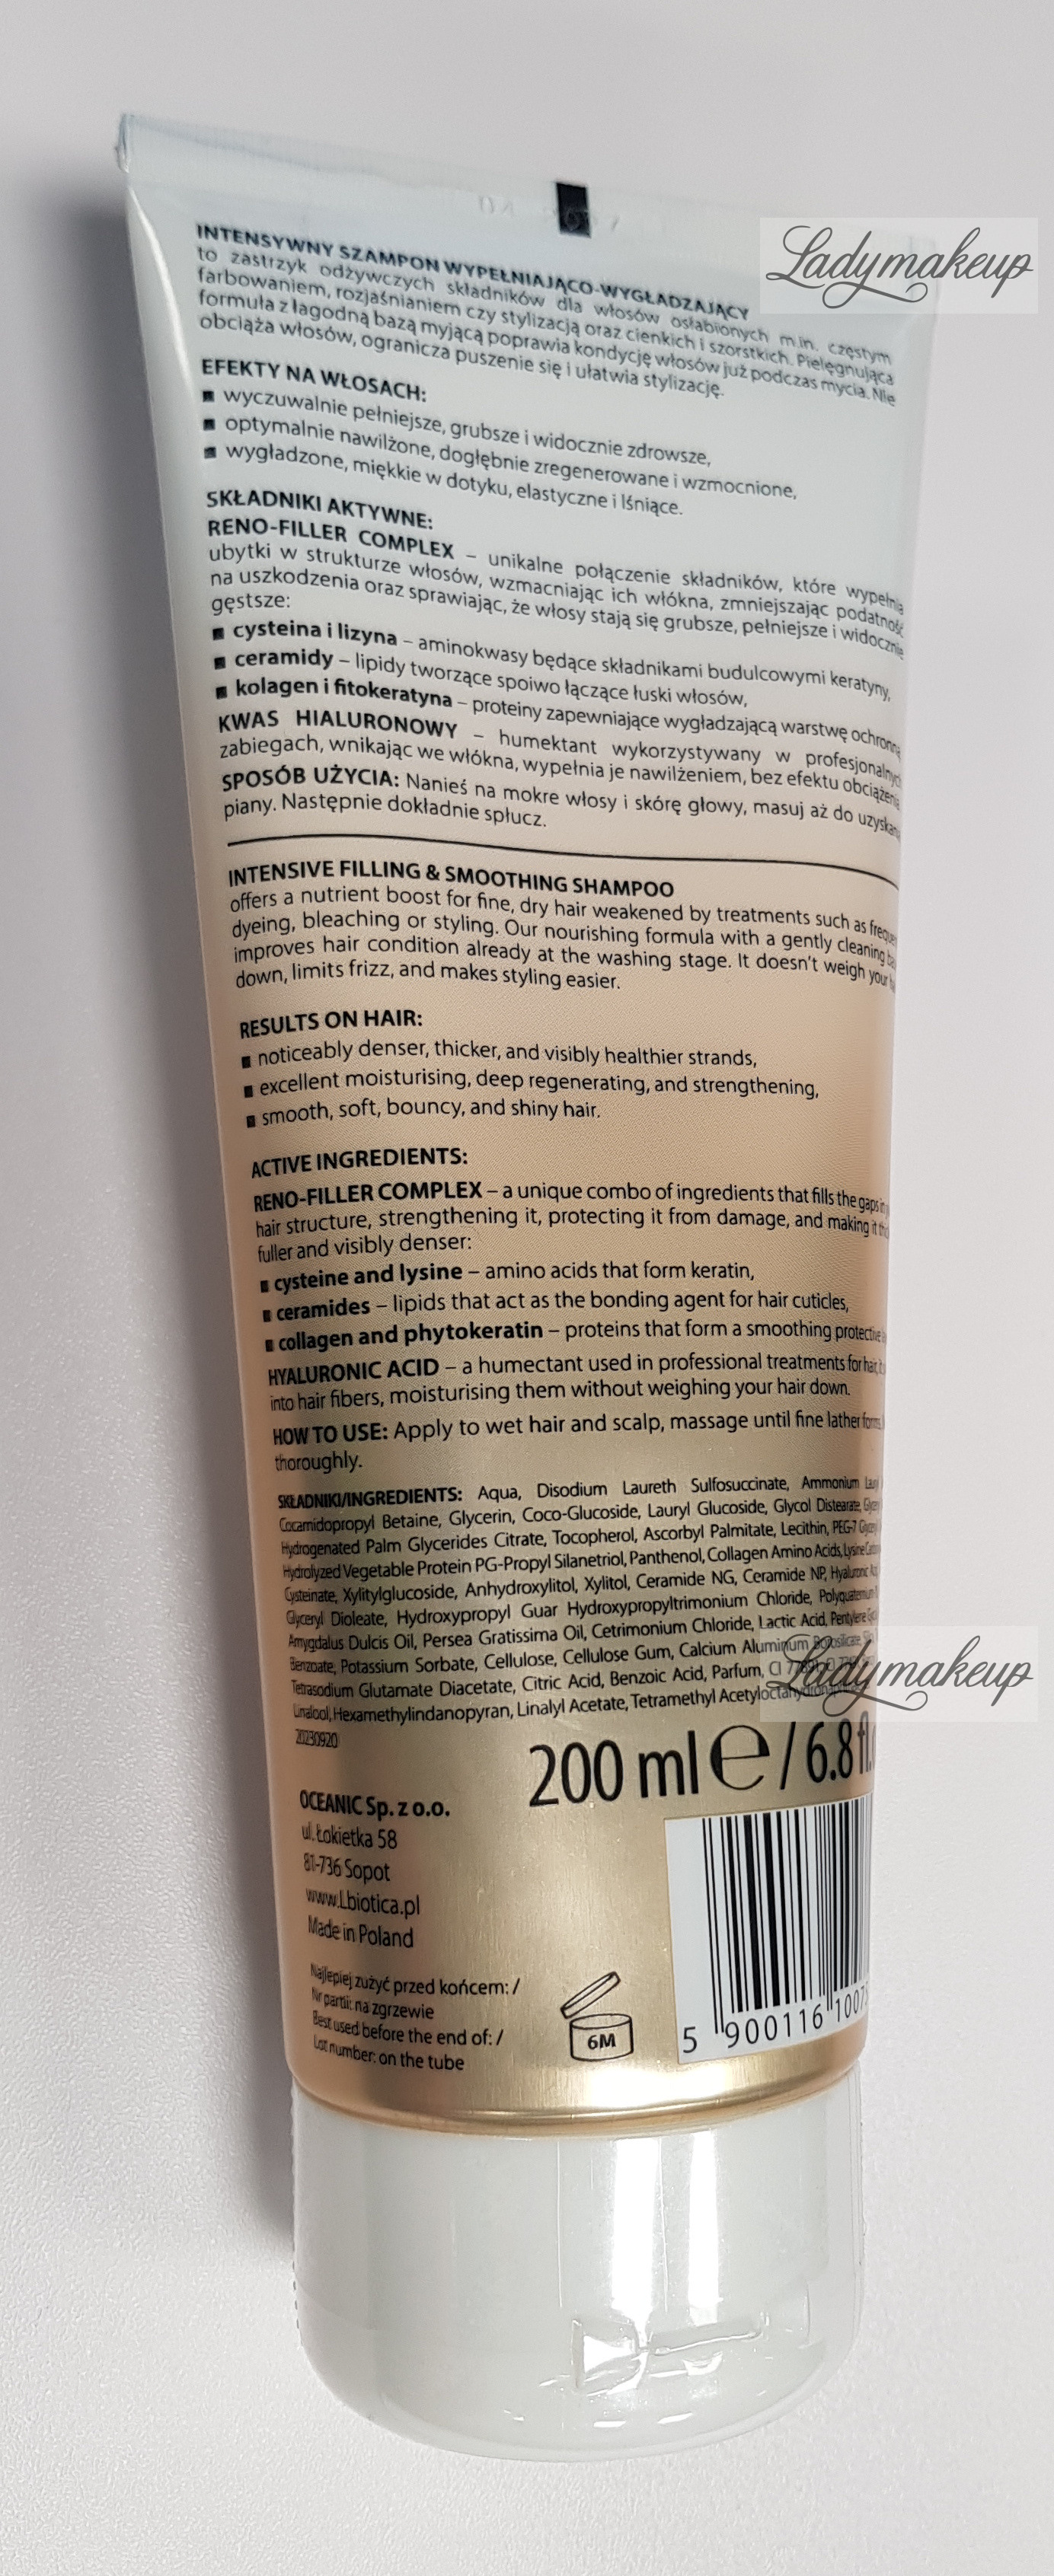 Ladymakeup
INTENSYWNY SZAMPON WYPEŁNIAJĄCO-WYGŁADZAJĄCY
to zastrzyk odżywczych składników dla włosów osłabionych m.in. częstym
farbowaniem, rozjaśnianiem czy stylizacją oraz cienkich i szorstkich. Pielęgnująca
formuła z łagodną bazą myjącą poprawia kondycję włosów już podczas mycia. Nie
obciąża włosów, ogranicza puszenie się i ułatwia stylizację.
EFEKTY NA WŁOSACH:
▪ wyczuwalnie pełniejsze, grubsze i widocznie zdrowsze,
▪ optymalnie nawilżone, dogłębnie zregenerowane i wzmocnione,
▪ wygładzone, miękkie w dotyku, elastyczne i lśniące.
SKŁADNIKI AKTYWNE:
RENO-FILLER COMPLEX – unikalne połączenie składników, które wypełnia
ubytki w strukturze włosów, wzmacniając ich włókna, zmniejszając podatność
na uszkodzenia oraz sprawiając, że włosy stają się grubsze, pełniejsze i widocznie
gęstsze:
▪ cysteina i lizyna – aminokwasy będące składnikami budulcowymi keratyny,
▪ ceramidy – lipidy tworzące spoiwo łączące łuski włosów,
▪ kolagen i fitokeratyna – proteiny zapewniające wygładzającą warstwę ochronną
KWAS HIALURONOWY – humektant wykorzystywany w profesjonalnych
zabiegach, wnikając we włókna, wypełnia je nawilżeniem, bez efektu obciążenia
SPOSÓB UŻYCIA: Nanieś na mokre włosy i skórę głowy, masuj aż do
piany. Następnie dokładnie spłucz.
INTENSIVE FILLING & SMOOTHING SHAMPOO
offers a nutrient boost for fine, dry hair weakened by treatments such as
dyeing, bleaching or styling. Our nourishing formula with a gently cleaning
improves hair condition already at the washing stage. It doesn't weigh your
down, limits frizz, and makes styling easier.
RESULTS ON HAIR:
▪ noticeably denser, thicker, and visibly healthier strands,
▪ excellent moisturising, deep regenerating, and strengthening,
▪ smooth, soft, bouncy, and shiny hair.
ACTIVE INGREDIENTS:
RENO-FILLER COMPLEX – a unique combo of ingredients that fills the gaps in
hair structure, strengthening it, protecting it from damage, and making it
fuller and visibly denser:
▪ cysteine and lysine – amino acids that form keratin,
▪ ceramides – lipids that act as the bonding agent for hair cuticles,
▪ collagen and phytokeratin – proteins that form a smoothing protective
HYALURONIC ACID – a humectant used in professional treatments for hair,
into hair fibers, moisturising them without weighing your hair down.
HOW TO USE: Apply to wet hair and scalp, massage until fine lather forms.
thoroughly.
SKŁADNIKI/INGREDIENTS: Aqua, Disodium Laureth Sulfosuccinate, Ammonium
Cocamidopropyl Betaine, Glycerin, Coco-Glucoside, Lauryl Glucoside, Glycol Distearate,
Hydrogenated Palm Glycerides Citrate, Tocopherol, Ascorbyl Palmitate, Lecithin, PEG-7
Hydrolyzed Vegetable Protein PG-Propyl Silanetriol, Panthenol, Collagen Amino Acids, Lysine
Cysteinate, Xylitylglucoside, Anhydroxylitol, Xylitol, Ceramide NG, Ceramide NP, Hyaluronic
Glyceryl Dioleate, Hydroxypropyl Guar Hydroxypropyltrimonium Chloride,
Amygdalus Dulcis Oil, Persea Gratissima Oil, Cetrimonium Chloride, Lactic Acid, Pentylene
Benzoate, Potassium Sorbate, Cellulose, Cellulose Gum, Calcium Aluminum Borosilicate,
Tetrasodium Glutamate Diacetate, Citric Acid, Benzoic Acid, Parfum, CI
Linalool, Hexamethylindanopyran, Linalyl Acetate, Tetramethyl
20230920
Ladymakeup
200 ml ℮ / 6.8 fl.
OCEANIC Sp. z o.o.
ul. Łokietka 58
81-736 Sopot
www.Lbiotica.pl
Made in Poland
Najlepiej zużyć przed końcem: /
Nr partii: na zgrzewie
Best used before the end of: /
Lot number: on the tube
6M
5 900116 1007